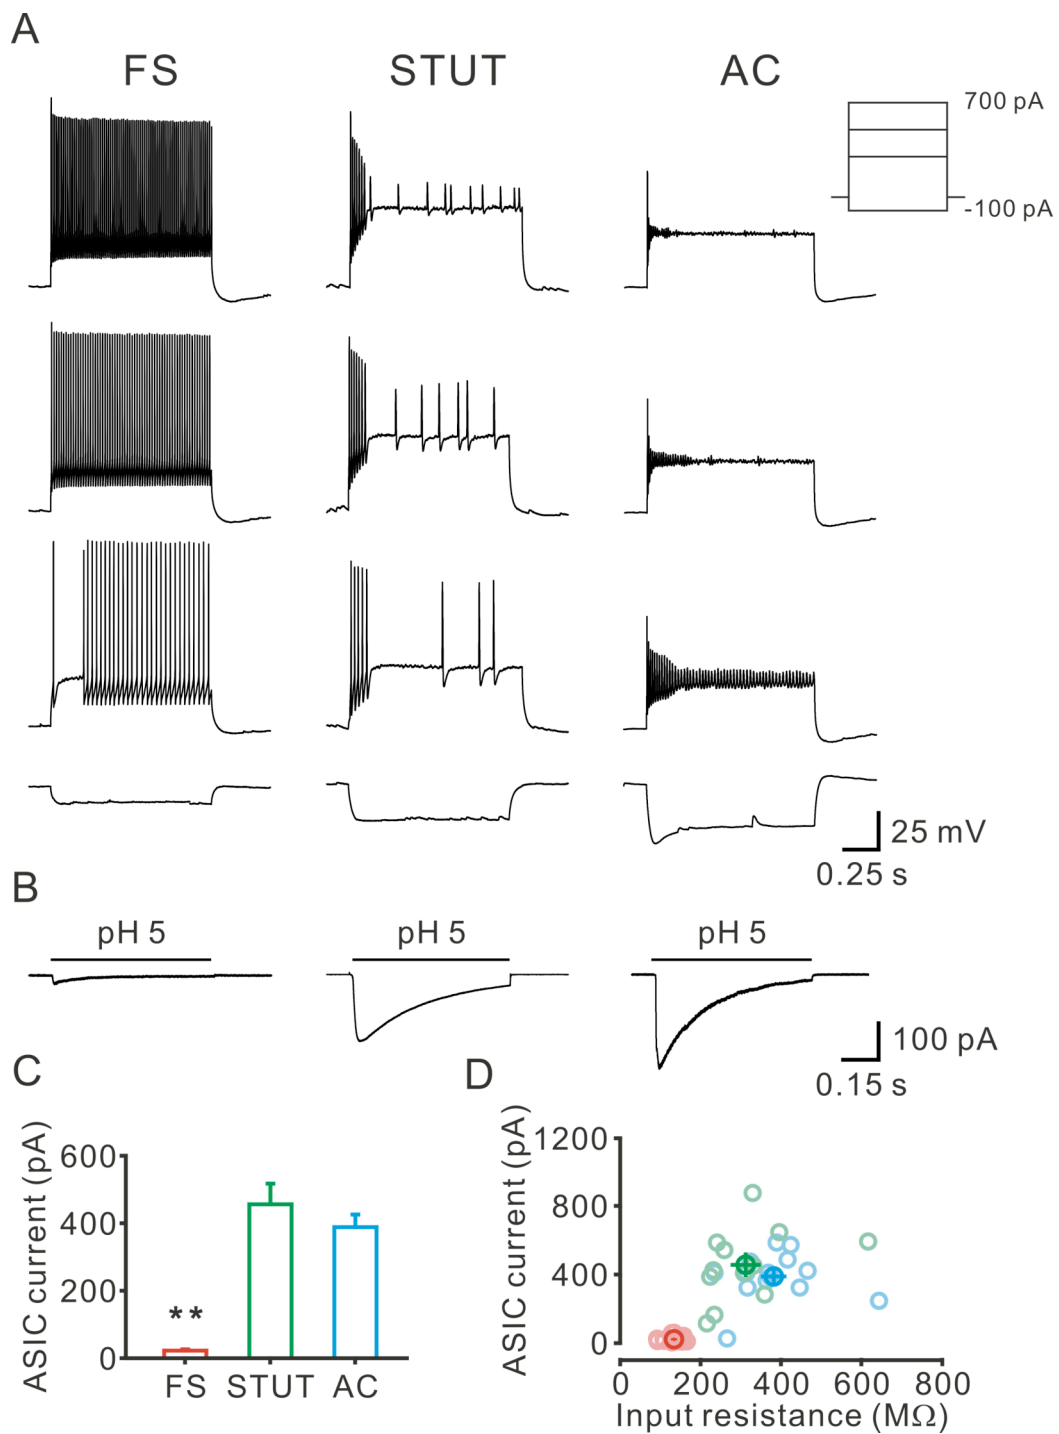 A
FS STUT AC
700 pA
-100 pA
25 mV
0.25 s
B
pH 5 pH 5 pH 5
100 pA
0.15 s
C
ASIC current (pA)
600
400
200
0
**
FS STUT AC
D
ASIC current (pA)
1200
800
400
0
0 200 400 600 800
Input resistance (MΩ)